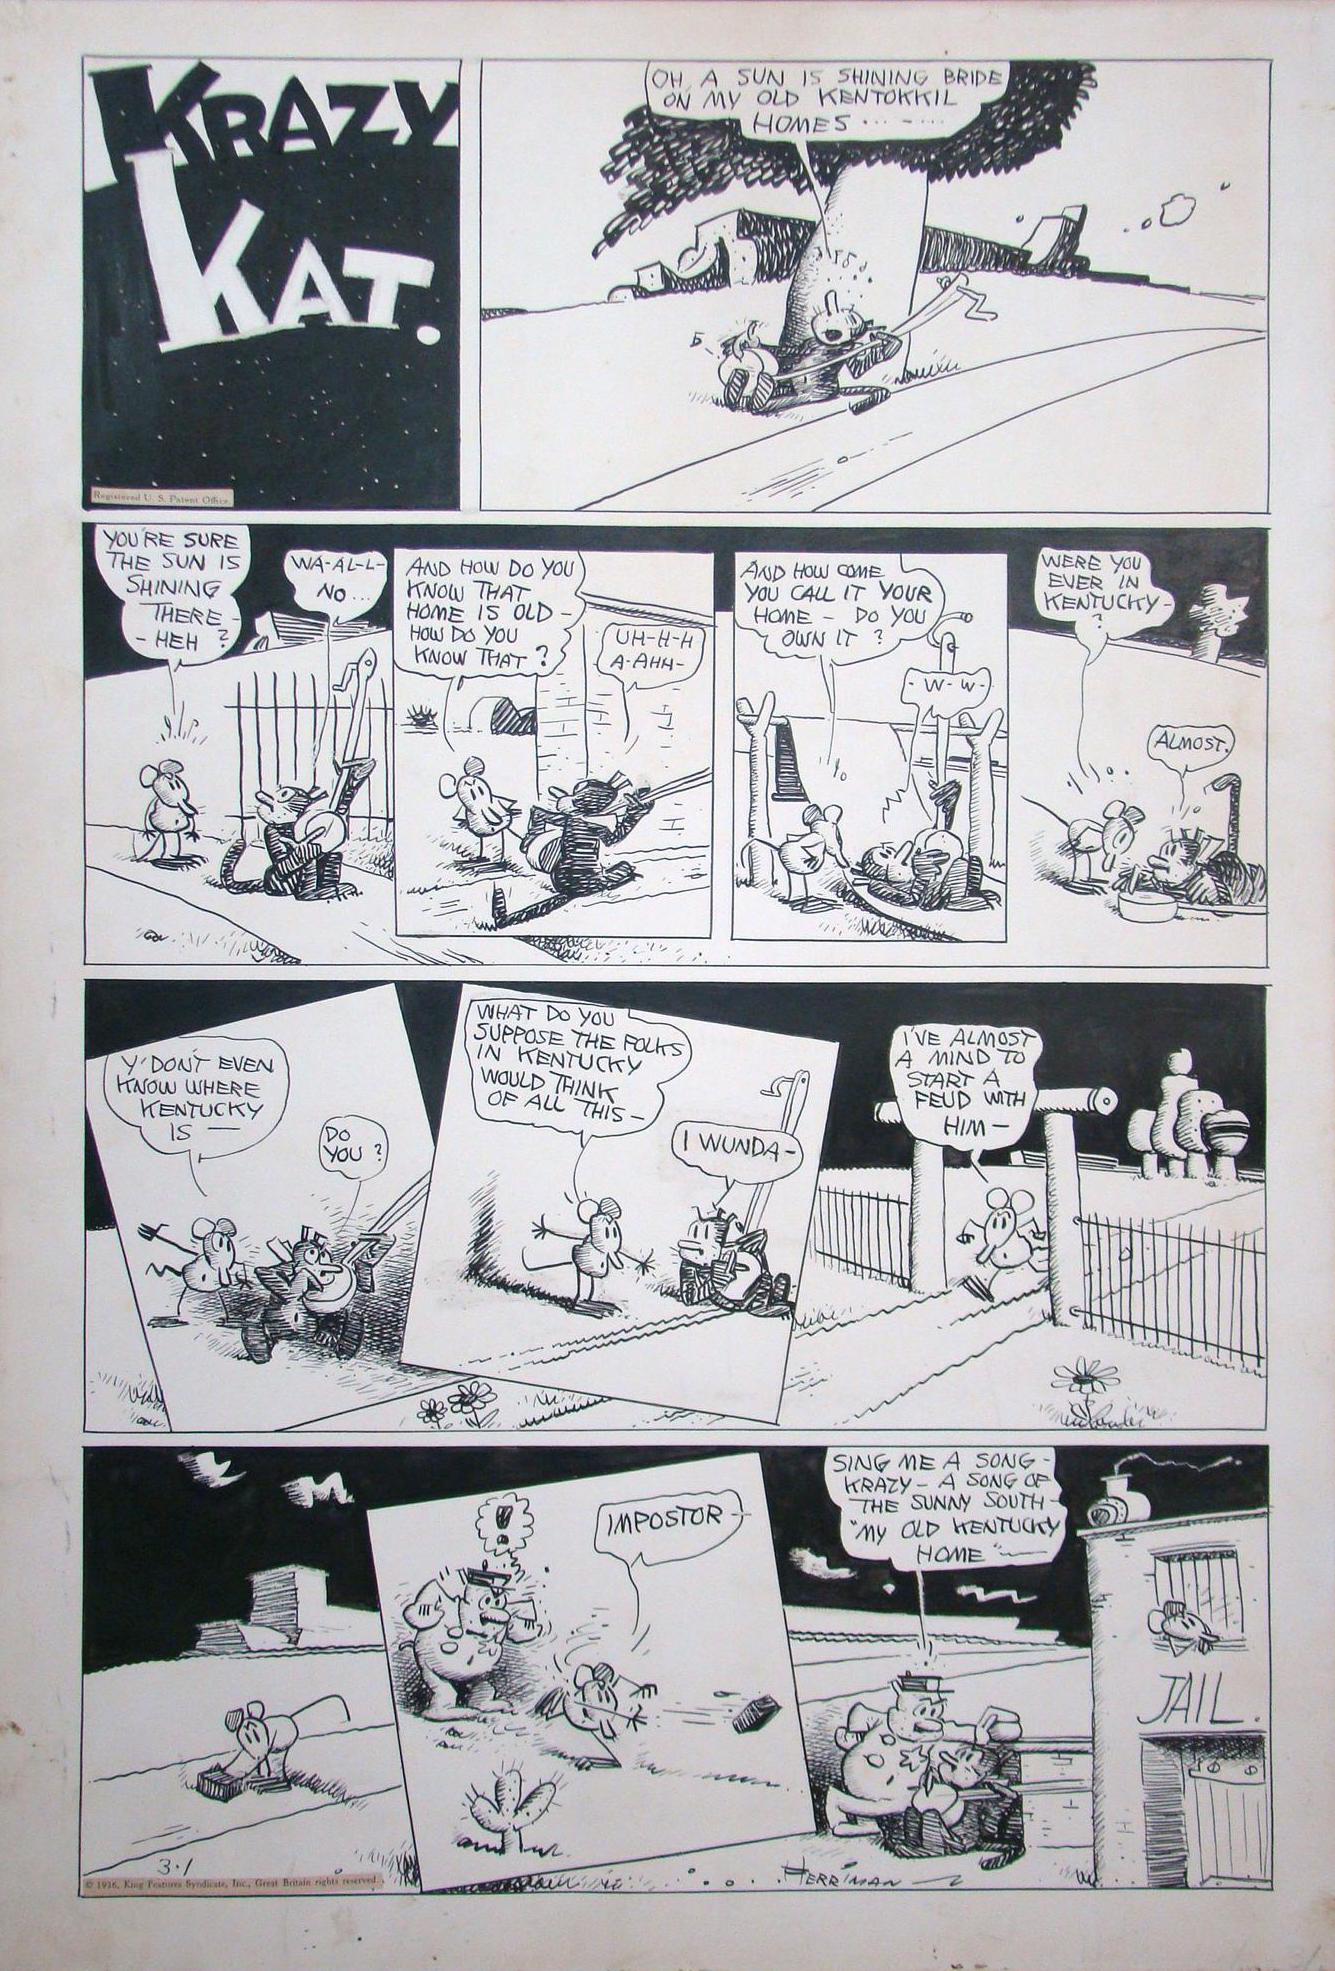 KRAZY
KAT.
Registered U. S. Patent Office.
OH, A SUN IS SHINING BRIDE
ON MY OLD KENTOKKIL
HOMES ... - ...
YOU'RE SURE
THE SUN IS
SHINING
THERE -
- HEH ?
WA-AL-L-
NO...
AND HOW DO YOU
KNOW THAT
HOME IS OLD -
HOW DO YOU
KNOW THAT ?
UH-H-H
A-AHH-
AND HOW COME
YOU CALL IT YOUR
HOME - DO YOU
OWN IT ?
- W - W -
WERE YOU
EVER IN
KENTUCKY -
?
ALMOST.
Y' DON'T EVEN
KNOW WHERE
KENTUCKY
IS —
DO
YOU ?
WHAT DO YOU
SUPPOSE THE FOLKS
IN KENTUCKY
WOULD THINK
OF ALL THIS -
I WUNDA -
I'VE ALMOST
A MIND TO
START A
FEUD WITH
HIM —
3·1
© 1936, King Features Syndicate, Inc., Great Britain rights reserved.
!
IMPOSTOR -
SING ME A SONG -
KRAZY - A SONG OF
THE SUNNY SOUTH -
"MY OLD KENTUCKY
HOME" —
JAIL.
HERRIMAN